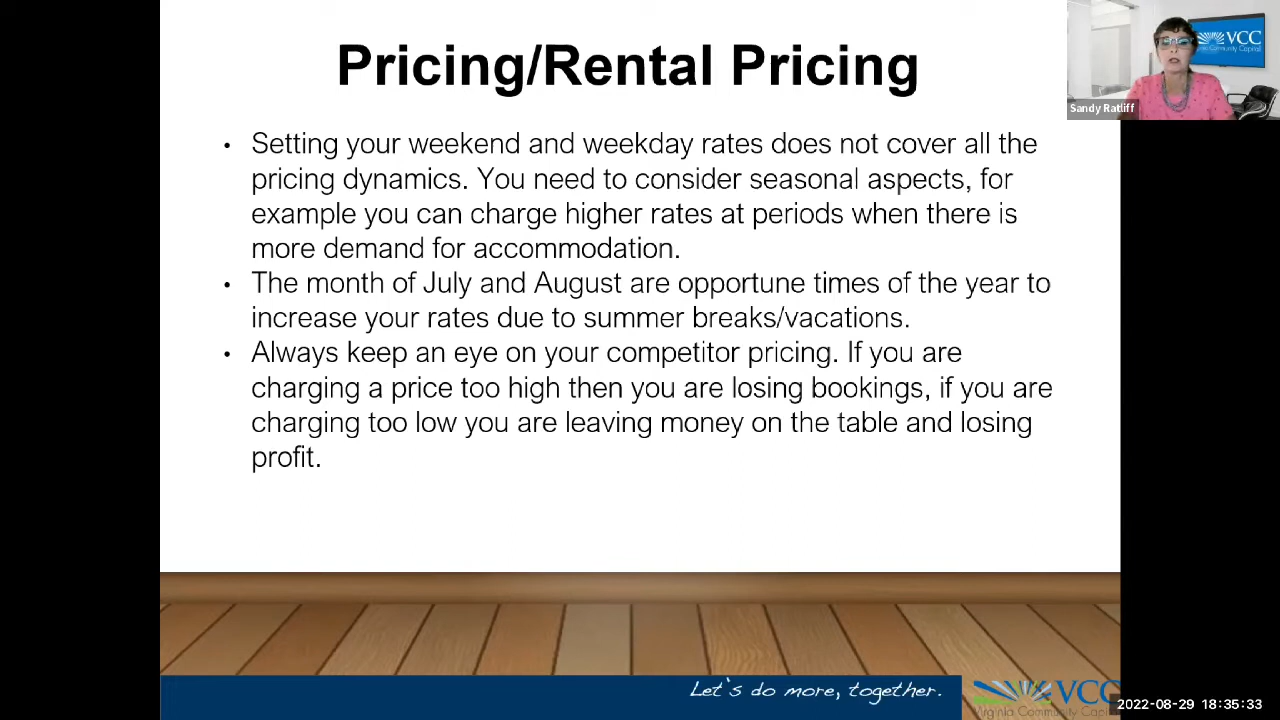 Pricing/Rental Pricing
• Setting your weekend and weekday rates does not cover all the
pricing dynamics. You need to consider seasonal aspects, for
example you can charge higher rates at periods when there is
more demand for accommodation.
• The month of July and August are opportune times of the year to
increase your rates due to summer breaks/vacations.
• Always keep an eye on your competitor pricing. If you are
charging a price too high then you are losing bookings, if you are
charging too low you are leaving money on the table and losing
profit.
VCC
Community Capital
Sandy Ratliff
Let's do more, together.
VCC
Virginia Community
2022-08-29 18:35:33